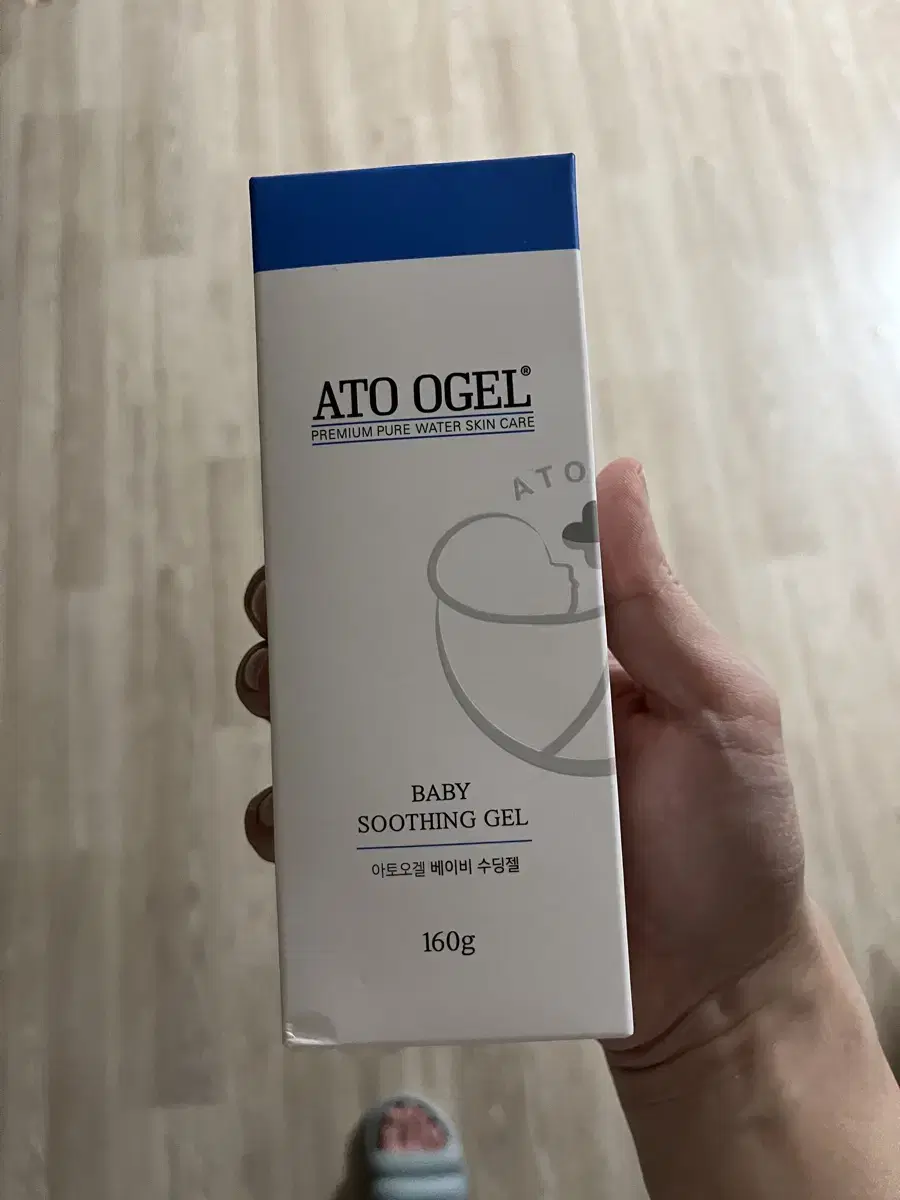 ATO OGEL®
PREMIUM PURE WATER SKIN CARE
ATO
BABY
SOOTHING GEL
아토오겔 베이비 수딩젤
160g